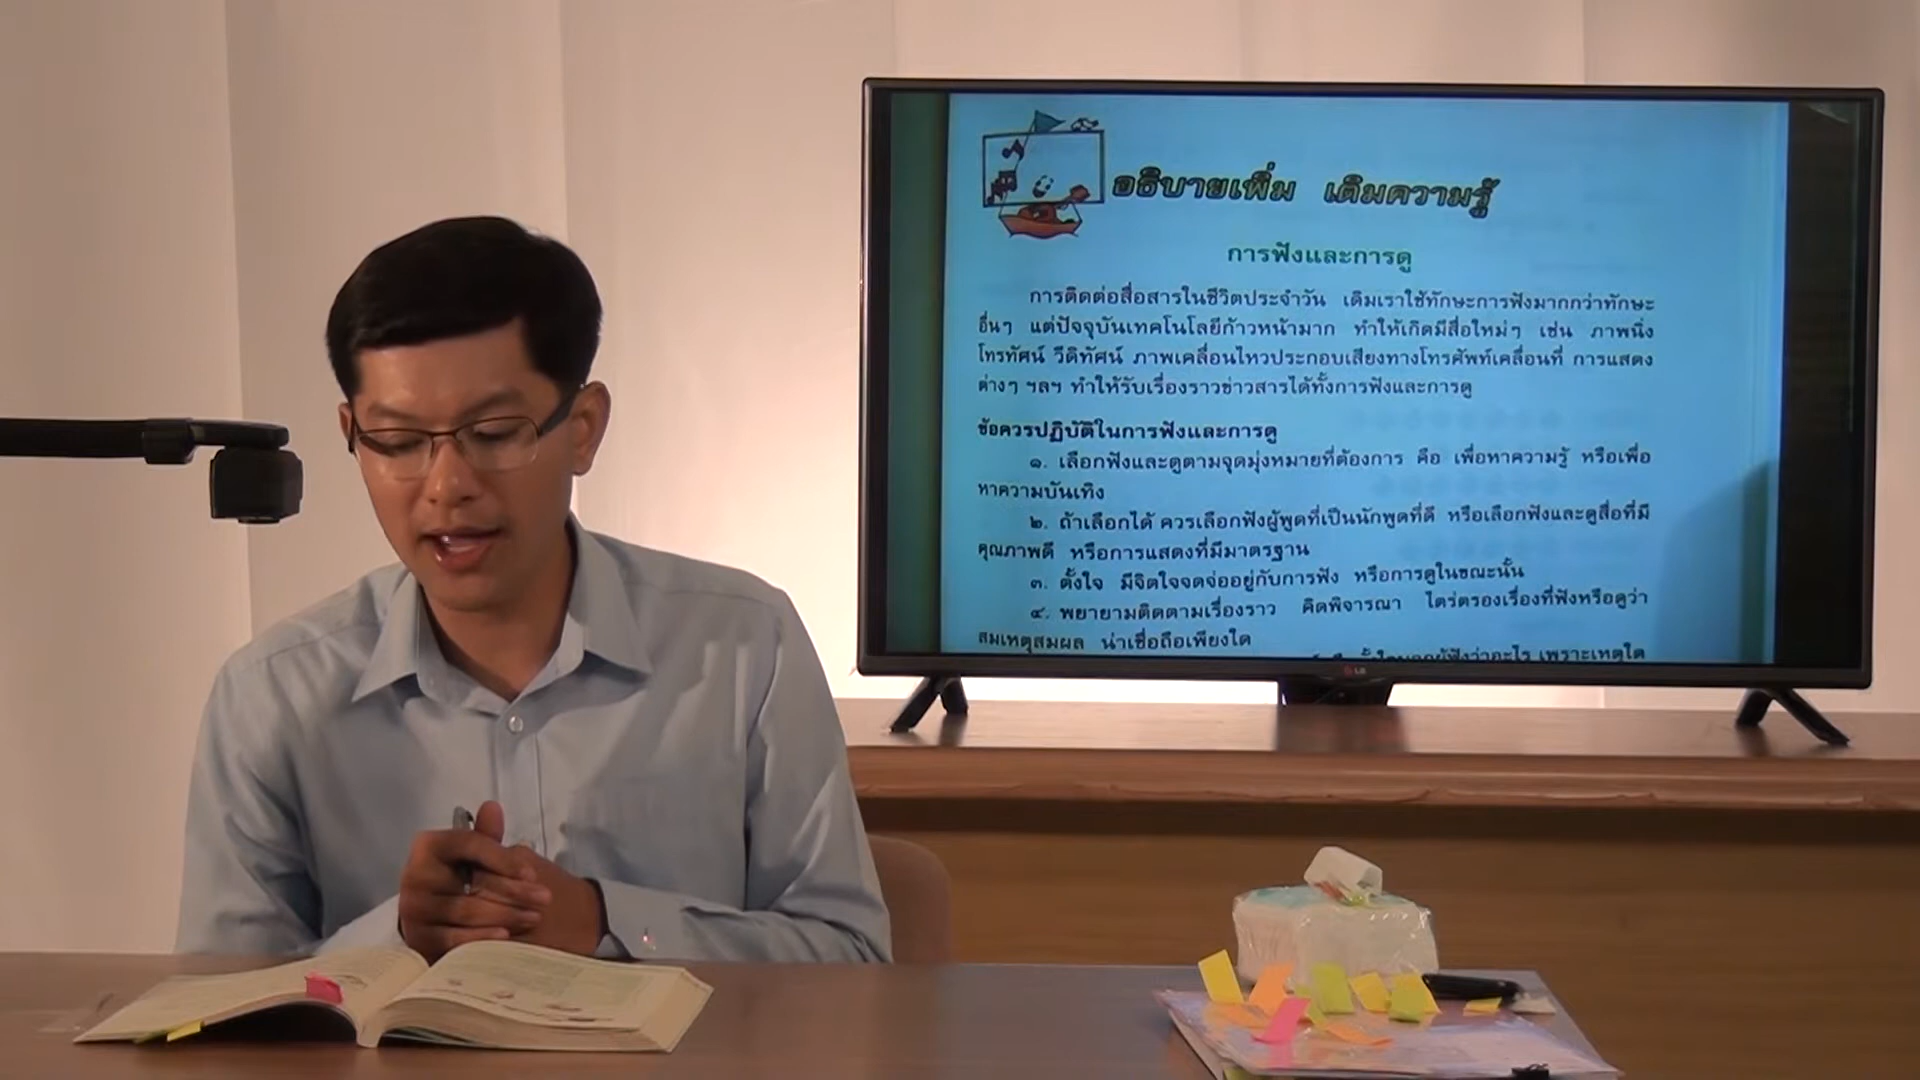 อธิบายเพิ่ม เติมความรู้
การฟังและการดู
การติดต่อสื่อสารในชีวิตประจำวัน เดิมเราใช้ทักษะการฟังมากกว่าทักษะ
อื่นๆ แต่ปัจจุบันเทคโนโลยีก้าวหน้ามาก ทำให้เกิดมีสื่อใหม่ๆ เช่น ภาพนิ่ง
โทรทัศน์ วีดิทัศน์ ภาพเคลื่อนไหวประกอบเสียงทางโทรศัพท์เคลื่อนที่ การแสดง
ต่างๆ ฯลฯ ทำให้รับเรื่องราวข่าวสารได้ทั้งการฟังและการดู
ข้อควรปฏิบัติในการฟังและการดู
๑. เลือกฟังและดูตามจุดมุ่งหมายที่ต้องการ คือ เพื่อหาความรู้ หรือเพื่อ
หาความบันเทิง
๒. ถ้าเลือกได้ ควรเลือกฟังผู้พูดที่เป็นนักพูดที่ดี หรือเลือกฟังและดูสื่อที่มี
คุณภาพดี หรือการแสดงที่มีมาตรฐาน
๓. ตั้งใจ มีจิตใจจดจ่ออยู่กับการฟัง หรือการดูในขณะนั้น
๔. พยายามติดตามเรื่องราว คิดพิจารณา ไตร่ตรองเรื่องที่ฟังหรือดูว่า
สมเหตุสมผล น่าเชื่อถือเพียงใด
ผู้ฟังว่าอะไร เพราะเหตุใด
LG